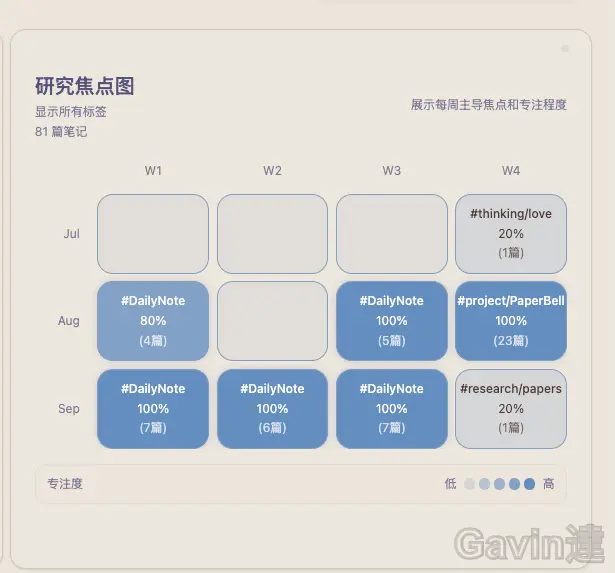 研究焦点图
显示所有标签
81 篇笔记
展示每周主导焦点和专注程度
W1 W2 W3 W4
Jul
#thinking/love
20%
(1篇)
Aug
#DailyNote
80%
(4篇)
#DailyNote
100%
(5篇)
#project/PaperBell
100%
(23篇)
Sep
#DailyNote
100%
(7篇)
#DailyNote
100%
(6篇)
#DailyNote
100%
(7篇)
#research/papers
20%
(1篇)
专注度
低 高
Gavin達